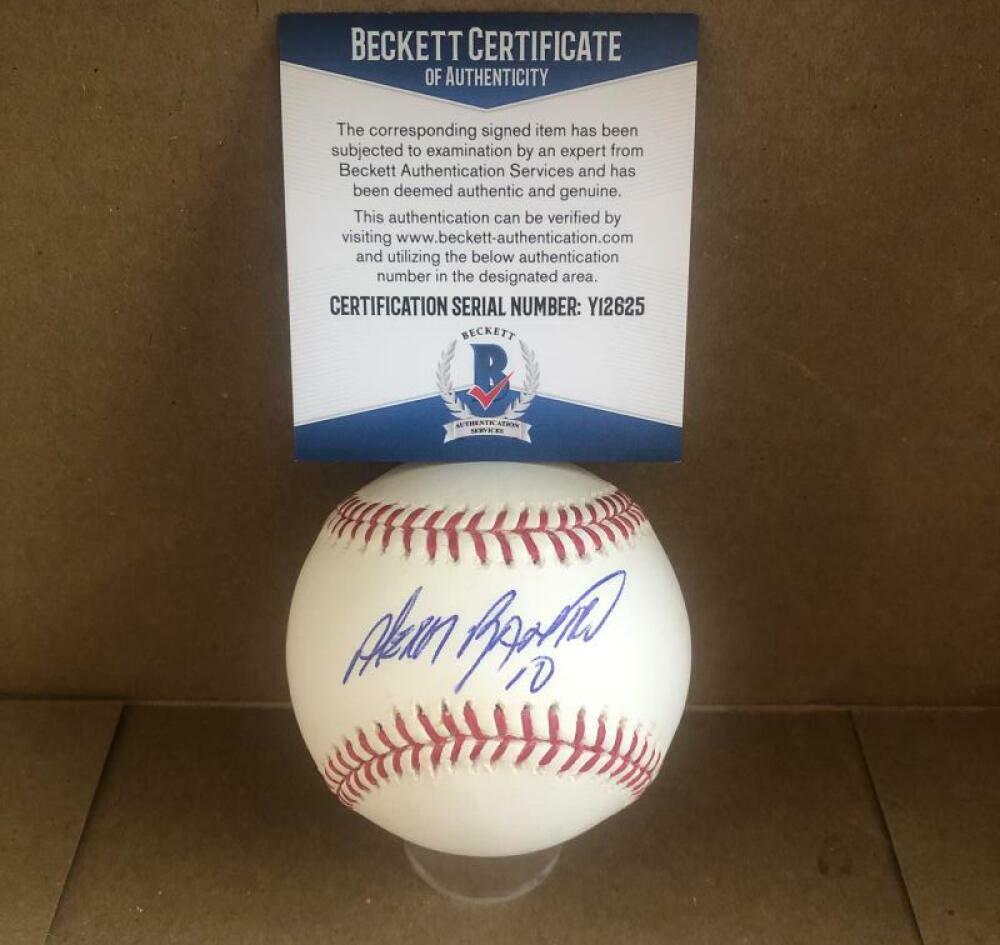 BECKETT CERTIFICATE
OF AUTHENTICITY
The corresponding signed item has been
subjected to examination by an expert from
Beckett Authentication Services and has
been deemed authentic and genuine.
This authentication can be verified by
visiting www.beckett-authentication.com
and utilizing the below authentication
number in the designated area.
CERTIFICATION SERIAL NUMBER: Y12625
BECKETT
B
AUTHENTICATION
SERVICES
10